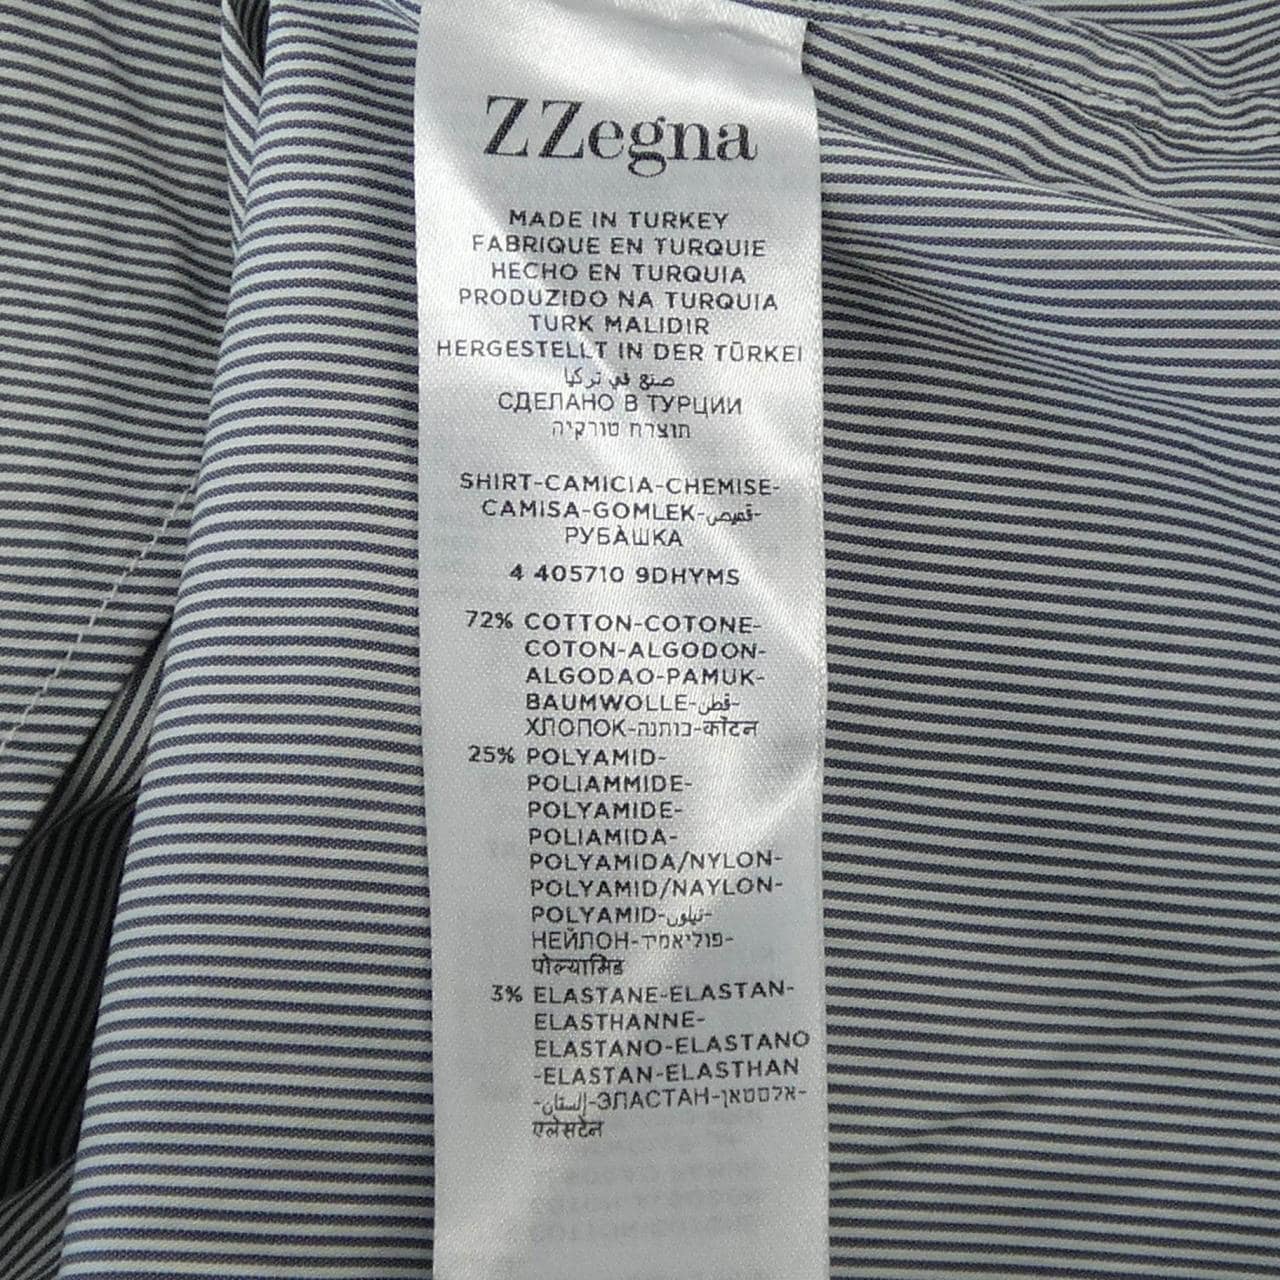 ZZegna
MADE IN TURKEY
FABRIQUE EN TURQUIE
HECHO EN TURQUIA
PRODUZIDO NA TURQUIA
TURK MALIDIR
HERGESTELLT IN DER TÜRKEI
صنع في تركيا
СДЕЛАНО В ТУРЦИИ
תוצרת טורקיה
SHIRT-CAMICIA-CHEMISE-
CAMISA-GOMLEK-قميص-
РУБАШКА
4 405710 9DHYMS
72% COTTON-COTONE-
COTON-ALGODON-
ALGODAO-PAMUK-
BAUMWOLLE-قطن-
ХЛОПОК-כותנה-कॉटन
25% POLYAMID-
POLIAMMIDE-
POLYAMIDE-
POLIAMIDA-
POLYAMIDA/NYLON-
POLYAMID/NAYLON-
POLYAMID-نيلون-
НЕЙЛОН-פוליאמיד-
पोल्यामिड
3% ELASTANE-ELASTAN-
ELASTHANNE-
ELASTANO-ELASTANO
-ELASTAN-ELASTHAN
-إلستان-ЭЛАСТАН-אלסטאן-
एलेसटेन